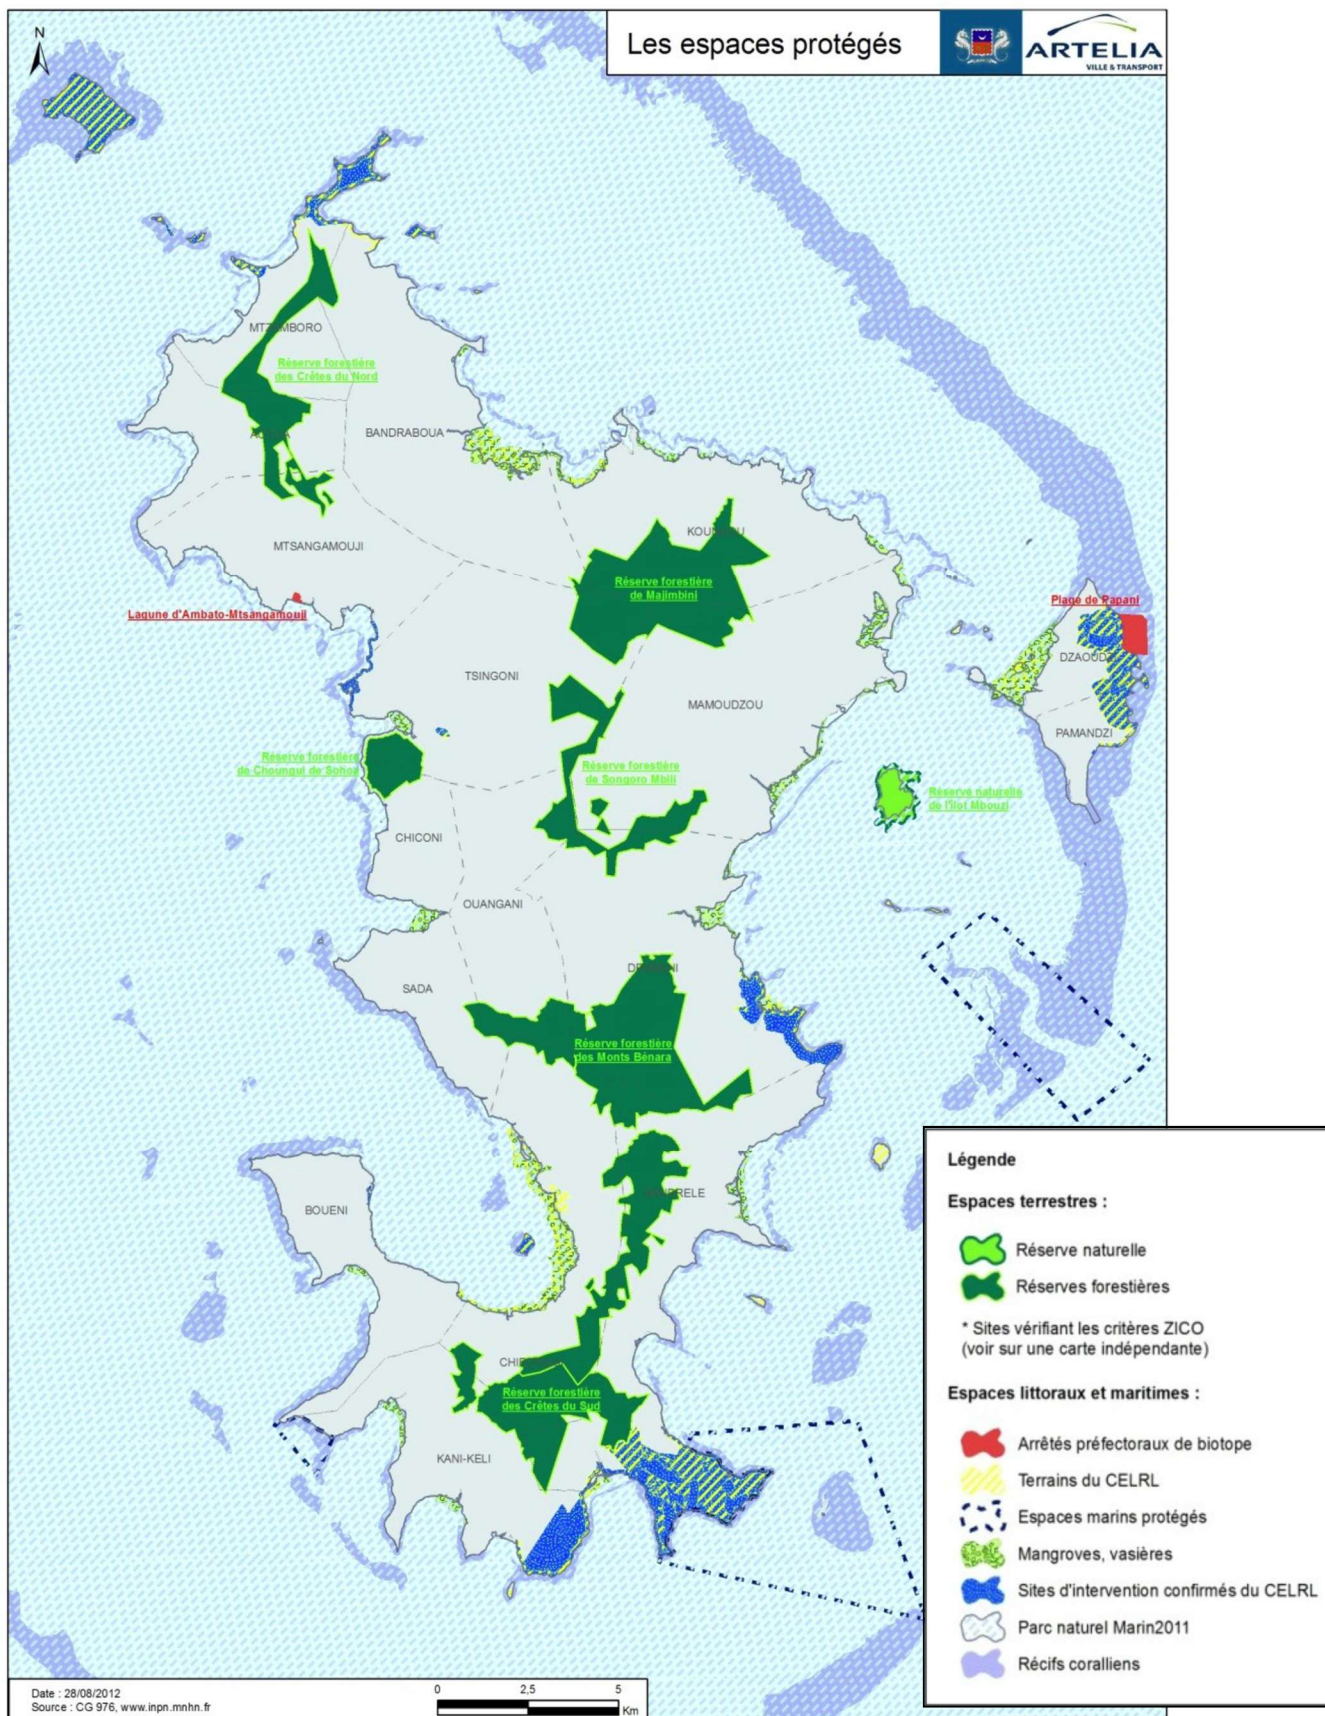 N
Les espaces protégés
ARTELIA
VILLE & TRANSPORT
MTZAMBORO
Réserve forestière
des Crêtes du Nord
BANDRABOUA
MTSANGAMOUJI
KOUNGOU
Réserve forestière
de Majimbini
Lagune d'Ambato-Mtsangamouji
Plage de Papani
DZAOUDZI
TSINGONI
MAMOUDZOU
PAMANDZI
Réserve forestière
de Choungui de Sohoa
Réserve forestière
de Songoro Mbili
Réserve naturelle
de l'îlot Mbouzi
CHICONI
OUANGANI
SADA
Réserve forestière
des Monts Bénara
BOUENI
Réserve forestière
des Crêtes du Sud
KANI-KELI
Légende
Espaces terrestres :
Réserve naturelle
Réserves forestières
* Sites vérifiant les critères ZICO
(voir sur une carte indépendante)
Espaces littoraux et maritimes :
Arrêtés préfectoraux de biotope
Terrains du CELRL
Espaces marins protégés
Mangroves, vasières
Sites d'intervention confirmés du CELRL
Parc naturel Marin2011
Récifs coralliens
Date : 28/08/2012
Source : CG 976, www.inpn.mnhn.fr
0 2,5 5
Km